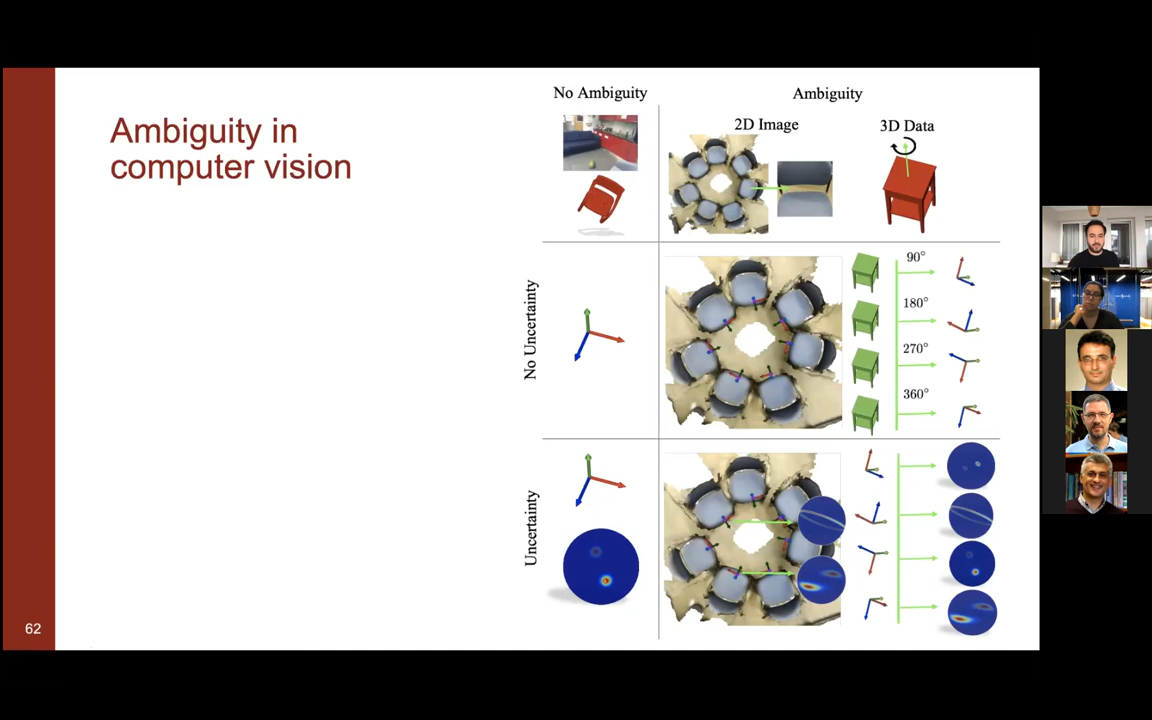 Ambiguity in
computer vision
No Ambiguity
Ambiguity
2D Image
3D Data
No Uncertainty
90°
180°
270°
360°
Uncertainty
62